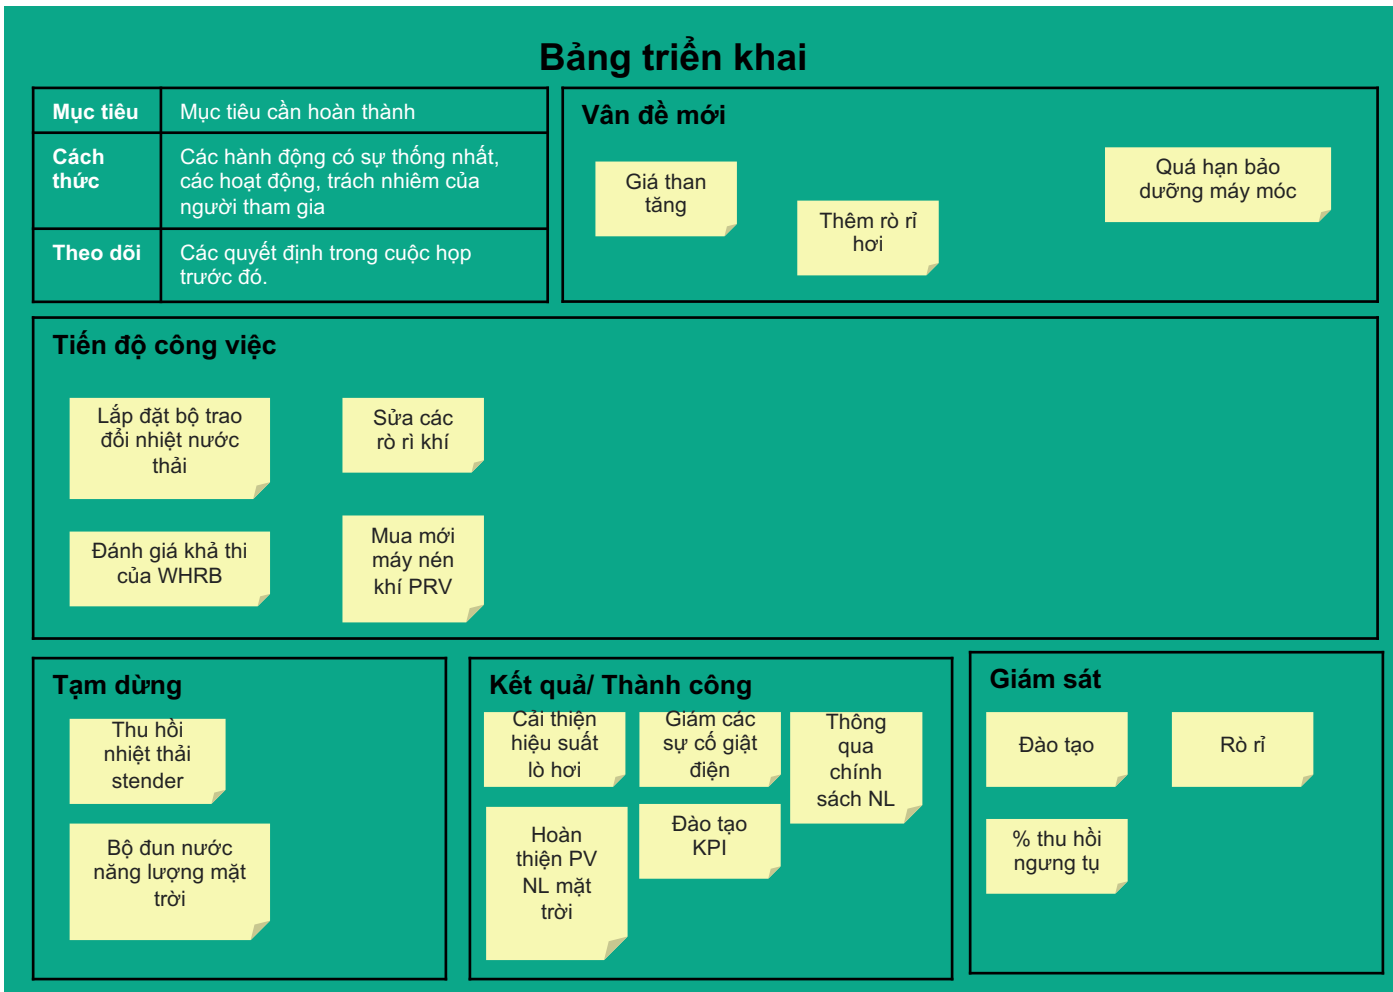 Bảng triển khai
Mục tiêu
Mục tiêu cần hoàn thành
Cách
thức
Các hành động có sự thống nhất,
các hoạt động, trách nhiêm của
người tham gia
Theo dõi
Các quyết định trong cuộc họp
trước đó.
Vân đề mới
Giá than
tăng
Thêm rò rỉ
hơi
Quá hạn bảo
dưỡng máy móc
Tiến độ công việc
Lắp đặt bộ trao
đổi nhiệt nước
thải
Sửa các
rò rì khí
Đánh giá khả thi
của WHRB
Mua mới
máy nén
khí PRV
Tạm dừng
Thu hồi
nhiệt thải
stender
Bộ đun nước
năng lượng mặt
trời
Kết quả/ Thành công
Cải thiện
hiệu suất
lò hơi
Giám các
sự cố giật
điện
Thông
qua
chính
sách NL
Hoàn
thiện PV
NL mặt
trời
Đào tạo
KPI
Giám sát
Đào tạo
Rò rỉ
% thu hồi
ngưng tụ